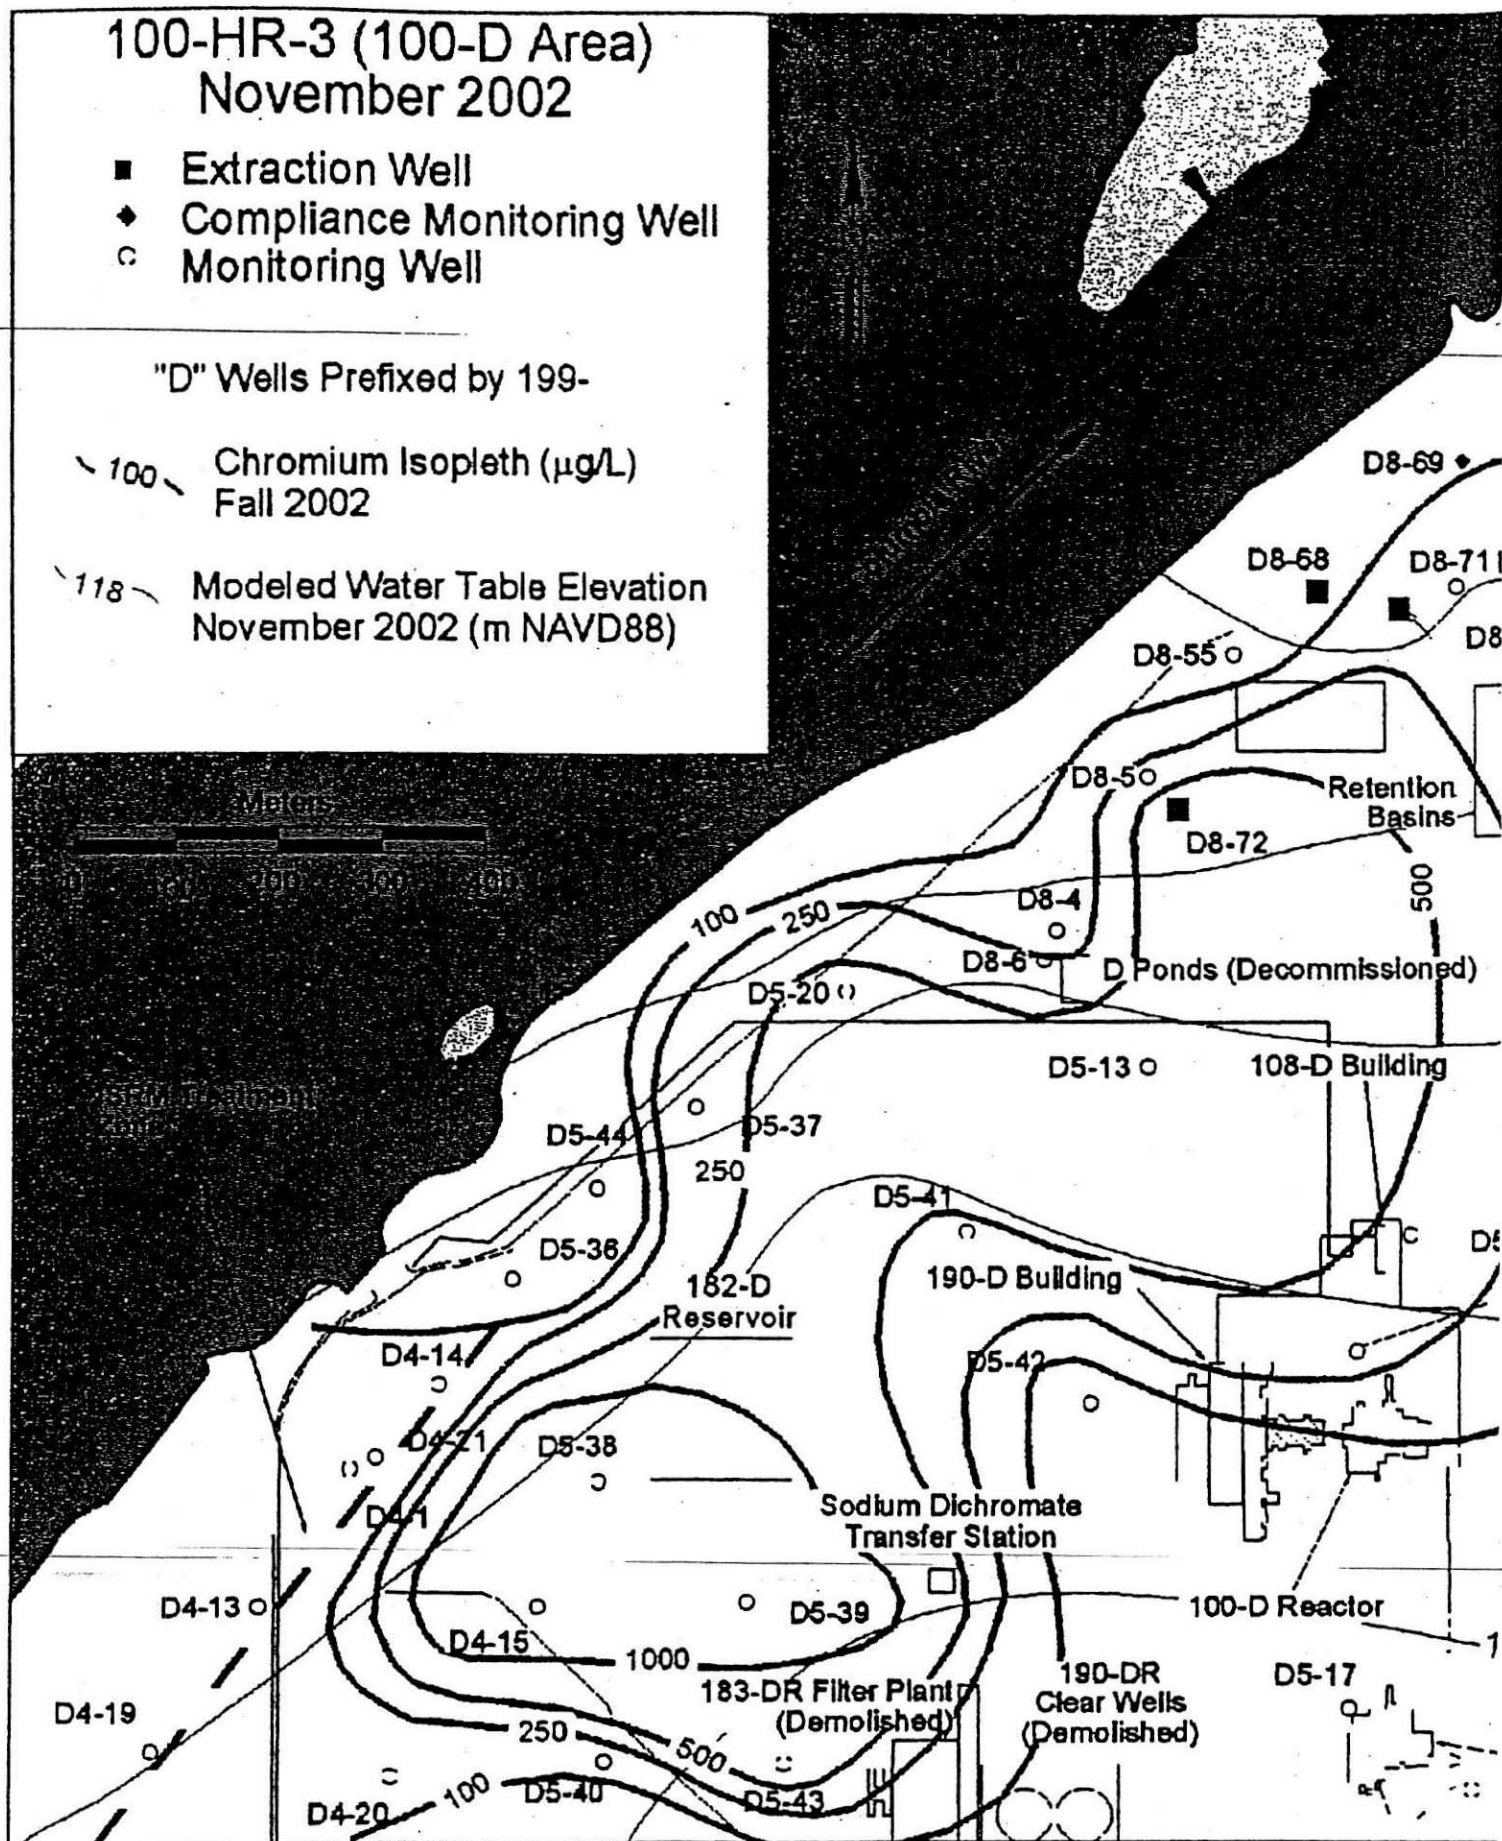 100-HR-3 (100-D Area)
November 2002
Extraction Well
Compliance Monitoring Well
Monitoring Well
"D" Wells Prefixed by 199-
100
Chromium Isopleth (µg/L)
Fall 2002
118
Modeled Water Table Elevation
November 2002 (m NAVD88)
D8-69
D8-68
D8-71
D8
D8-55
Meters
D8-5
Retention
Basins
D8-72
200
500
D8-4
100
250
D8-6
D Ponds (Decommissioned)
D5-20
D5-13
108-D Building
Treatment
D5-44
D5-37
250
D5-41
D5-36
190-D Building
182-D
Reservoir
D4-14
D5-42
D4-21
D5-38
D4-1
Sodium Dichromate
Transfer Station
D4-13
D5-39
100-D Reactor
D4-15
1000
183-DR Filter Plant
(Demolished)
190-DR
Clear Wells
(Demolished)
D5-17
D4-19
250
500
100
D5-40
D5-43
D4-20